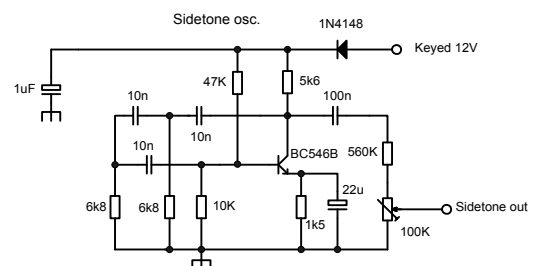 Sidetone osc.
1N4148
Keyed 12V
1uF
47K
5k6
10n
10n
100n
10n
BC546B
560K
22u
6k8
6k8
10K
1k5
Sidetone out
100K